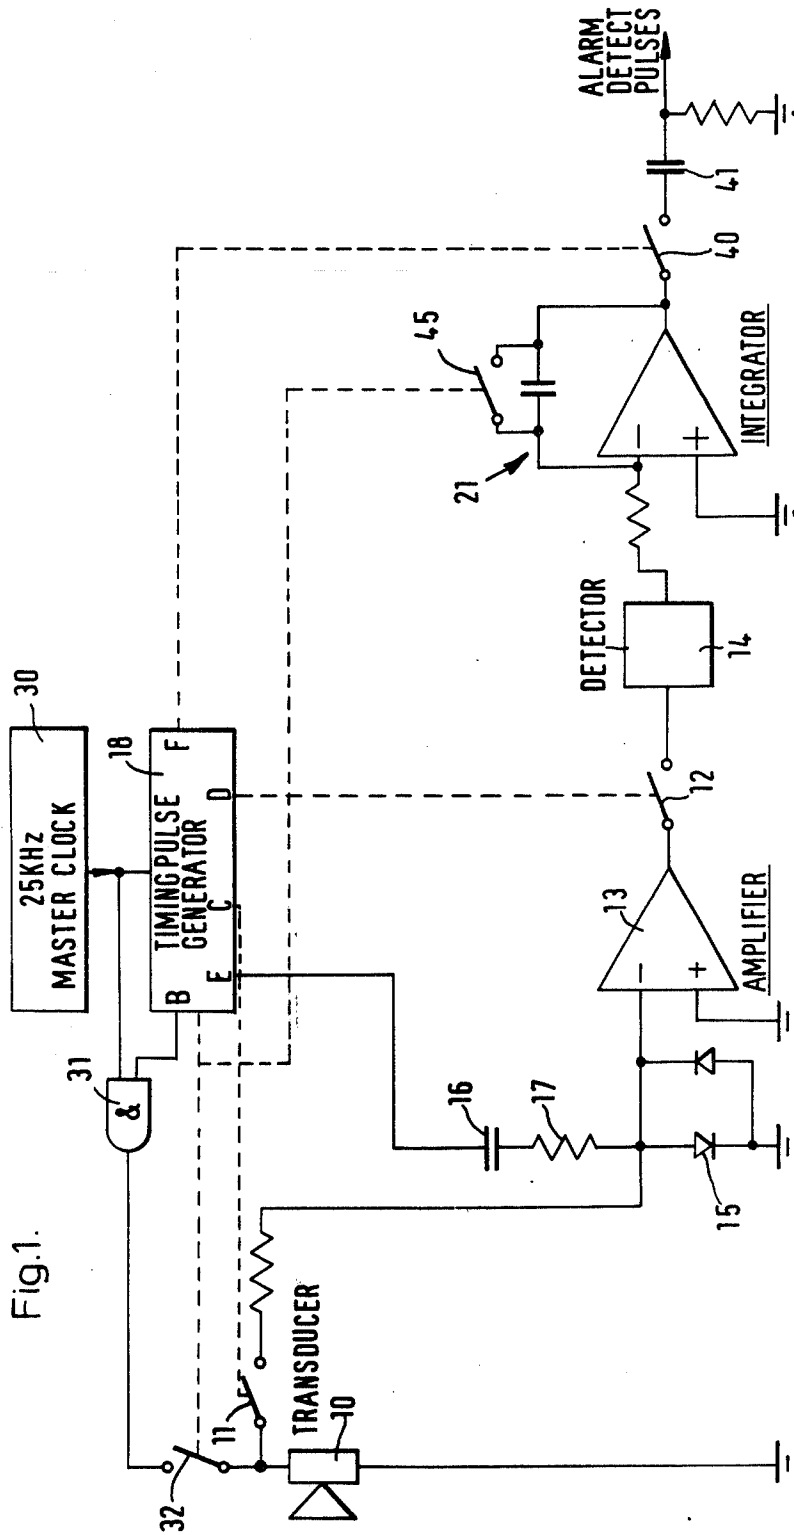 Fig.1.
25KHz
MASTER CLOCK
30
31
&
B
TIMING PULSE
GENERATOR
18
E
C
D
F
32
11
TRANSDUCER
10
16
17
15
13
AMPLIFIER
−
+
12
DETECTOR
14
21
45
−
+
INTEGRATOR
40
41
ALARM
DETECT
PULSES